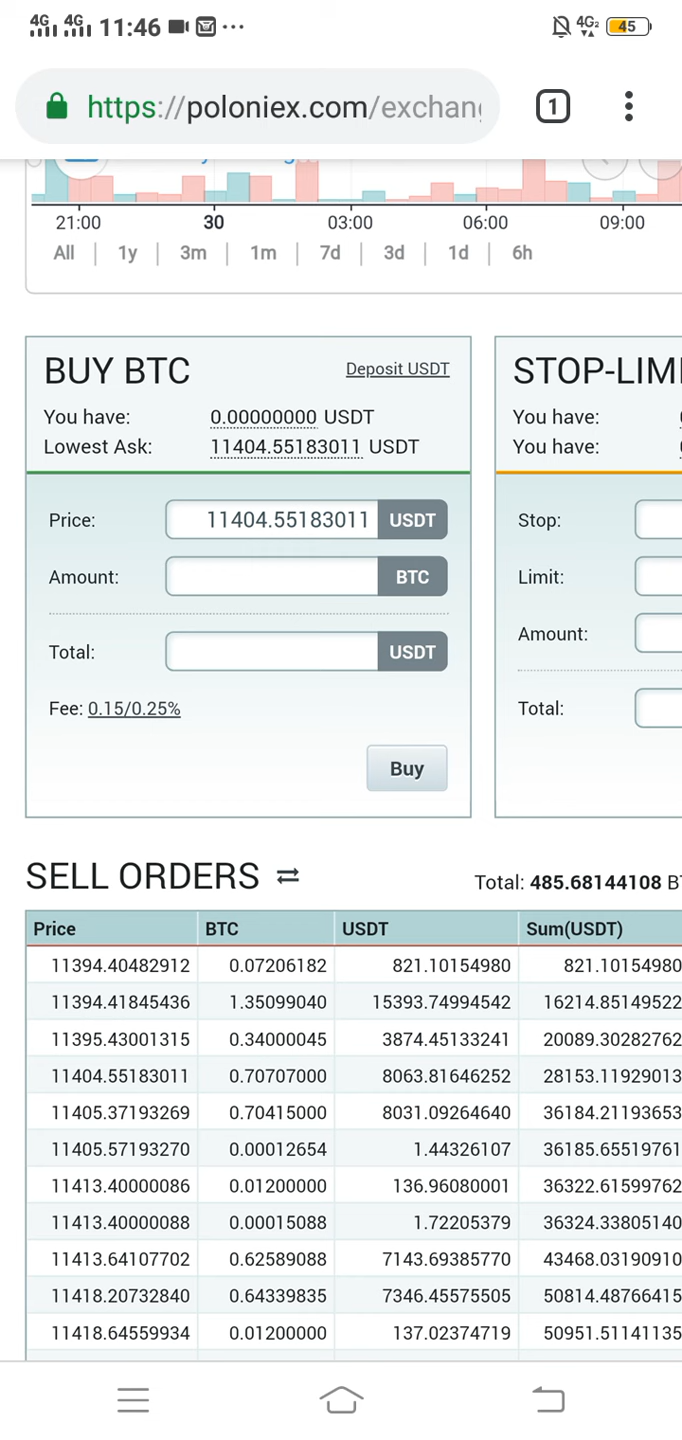 4G 4G 11:46 ... 4G2 45
https://poloniex.com/exchan
1
21:00 30 03:00 06:00 09:00
All | 1y | 3m | 1m | 7d | 3d | 1d | 6h
BUY BTC Deposit USDT
You have: 0.00000000 USDT
Lowest Ask: 11404.55183011 USDT
Price: 11404.55183011 USDT
Amount: BTC
Total: USDT
Fee: 0.15/0.25%
Buy
STOP-LIM
You have:
You have:
Stop:
Limit:
Amount:
Total:
SELL ORDERS Total: 485.68144108 BT
Price BTC USDT Sum(USDT)
11394.40482912 0.07206182 821.10154980 821.10154980
11394.41845436 1.35099040 15393.74994542 16214.85149522
11395.43001315 0.34000045 3874.45133241 20089.30282762
11404.55183011 0.70707000 8063.81646252 28153.11929013
11405.37193269 0.70415000 8031.09264640 36184.21193653
11405.57193270 0.00012654 1.44326107 36185.65519761
11413.40000086 0.01200000 136.96080001 36322.61599762
11413.40000088 0.00015088 1.72205379 36324.33805140
11413.64107702 0.62589088 7143.69385770 43468.03190910
11418.20732840 0.64339835 7346.45575505 50814.48766415
11418.64559934 0.01200000 137.02374719 50951.51141135